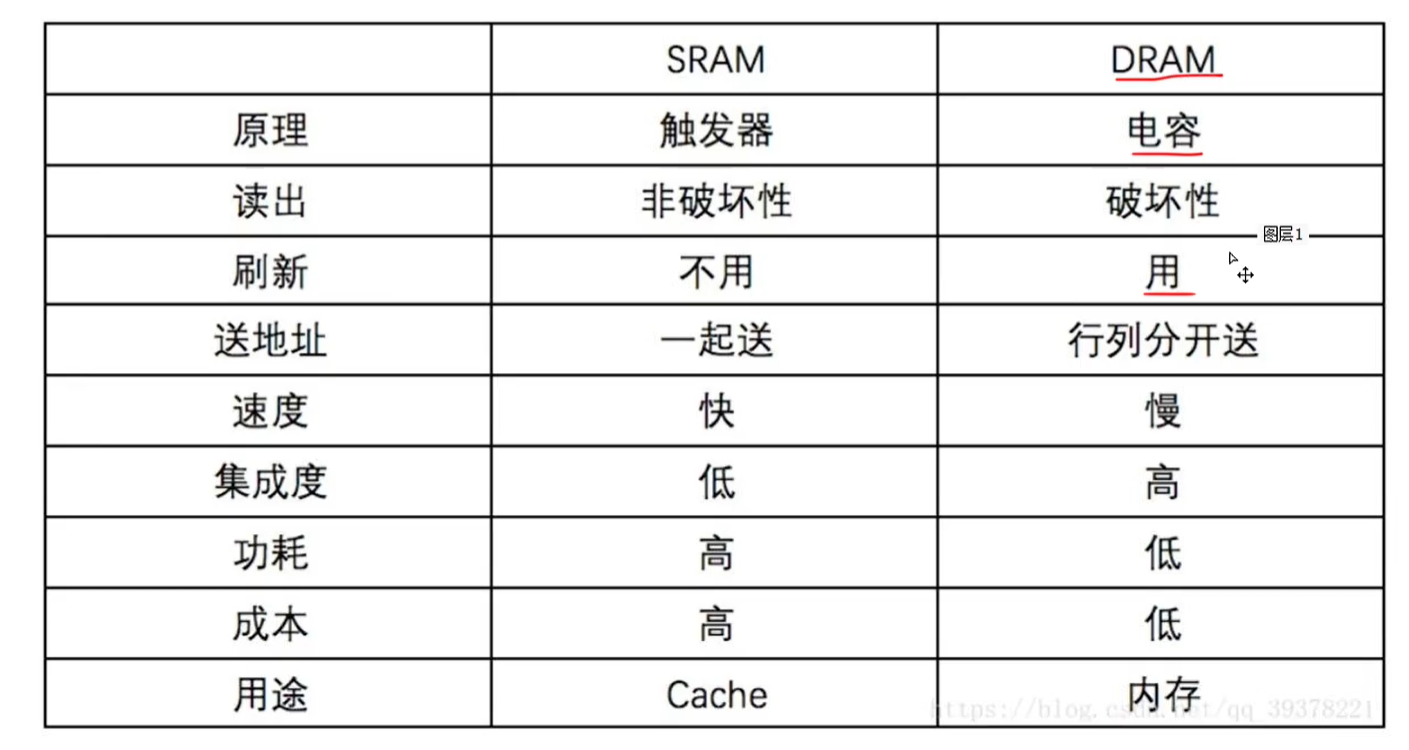 SRAM DRAM
原理 触发器 电容
读出 非破坏性 破坏性
图层1
刷新 不用 用
送地址 一起送 行列分开送
速度 快 慢
集成度 低 高
功耗 高 低
成本 高 低
用途 Cache 内存
https://blog.csdn.net/qq_39378221